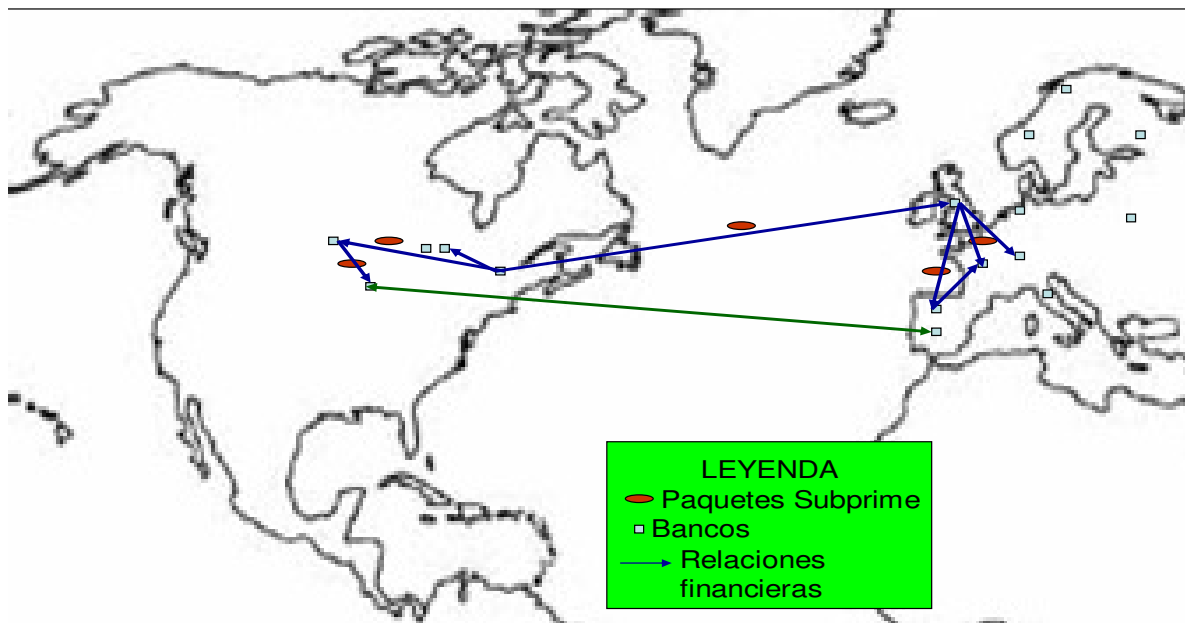 LEYENDA
Paquetes Subprime
Bancos
Relaciones
financieras